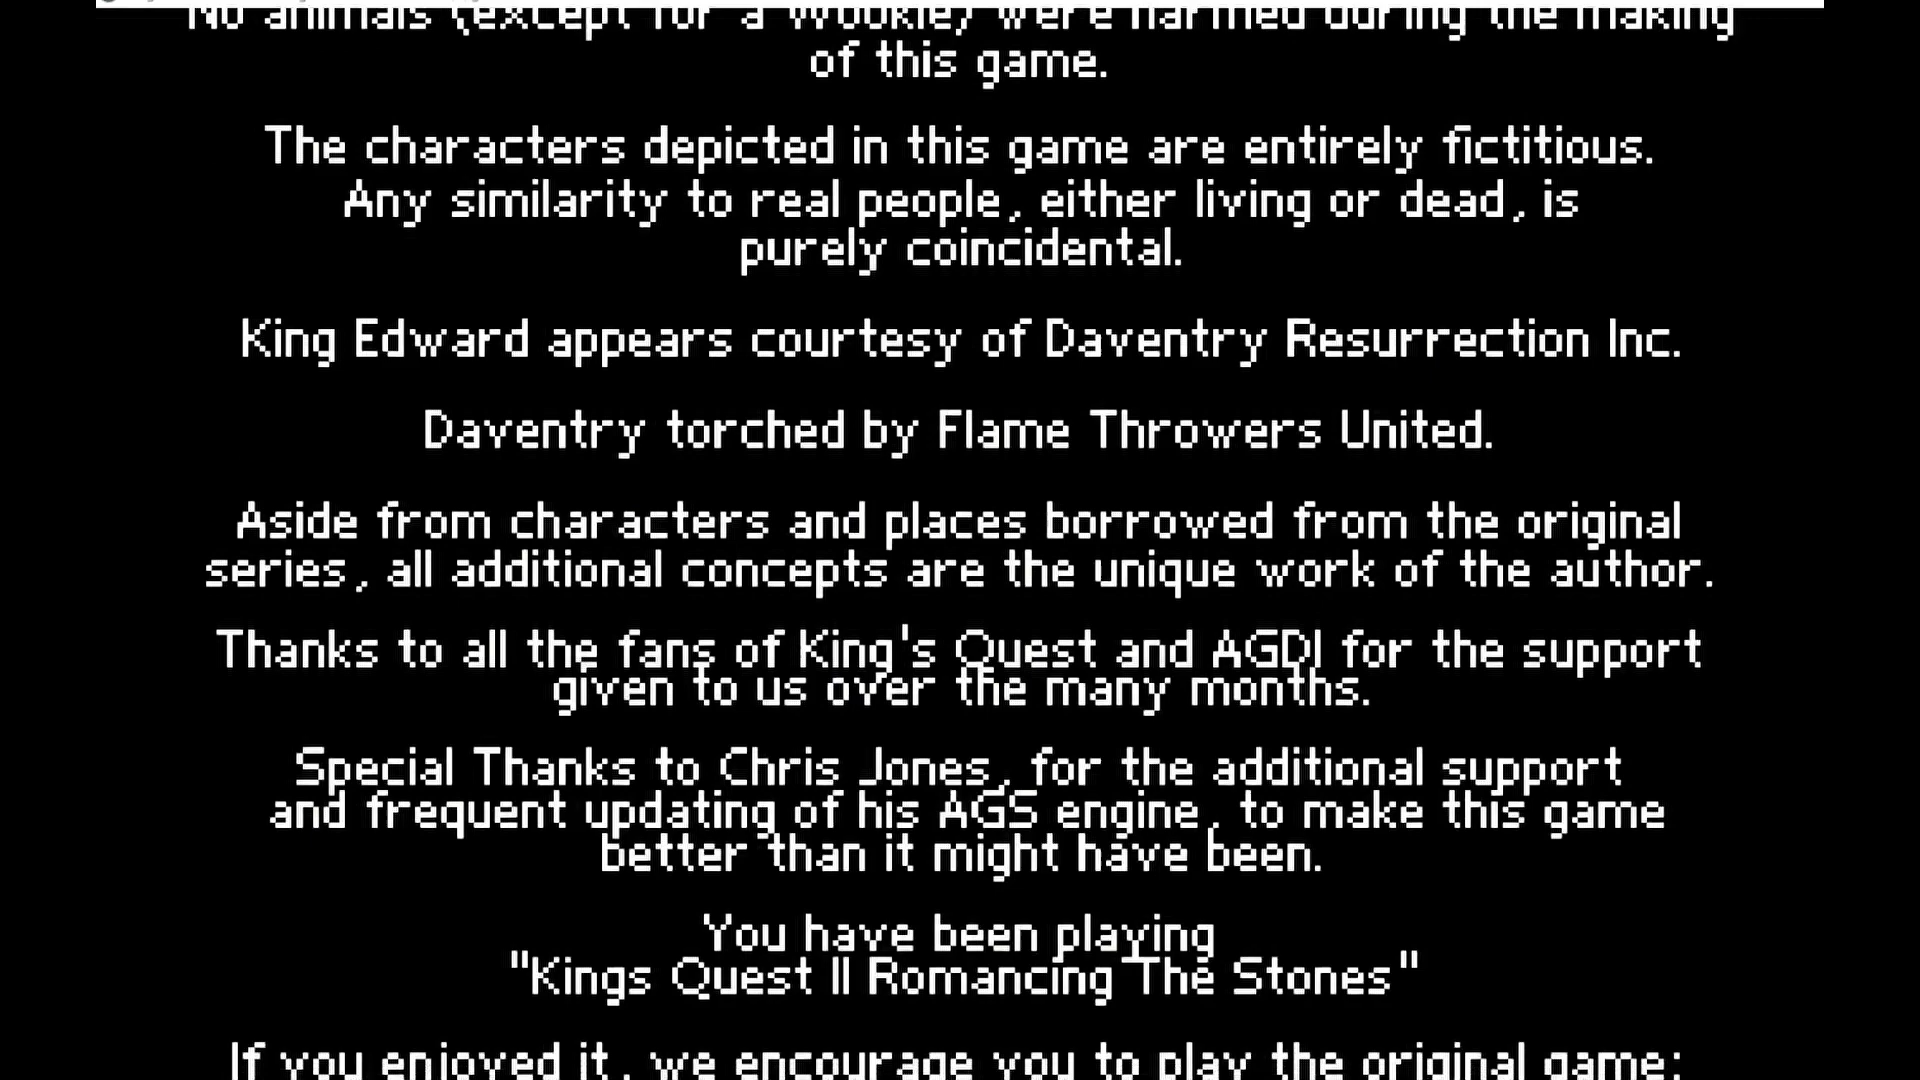 No animals (except for a Wookie) were harmed during the making
of this game.
The characters depicted in this game are entirely fictitious.
Any similarity to real people, either living or dead, is
purely coincidental.
King Edward appears courtesy of Daventry Resurrection Inc.
Daventry torched by Flame Throwers United.
Aside from characters and places borrowed from the original
series, all additional concepts are the unique work of the author.
Thanks to all the fans of King's Quest and AGDI for the support
given to us over the many months.
Special Thanks to Chris Jones, for the additional support
and frequent updating of his AGS engine, to make this game
better than it might have been.
You have been playing
"Kings Quest II Romancing The Stones"
If you enjoyed it, we encourage you to play the original game: